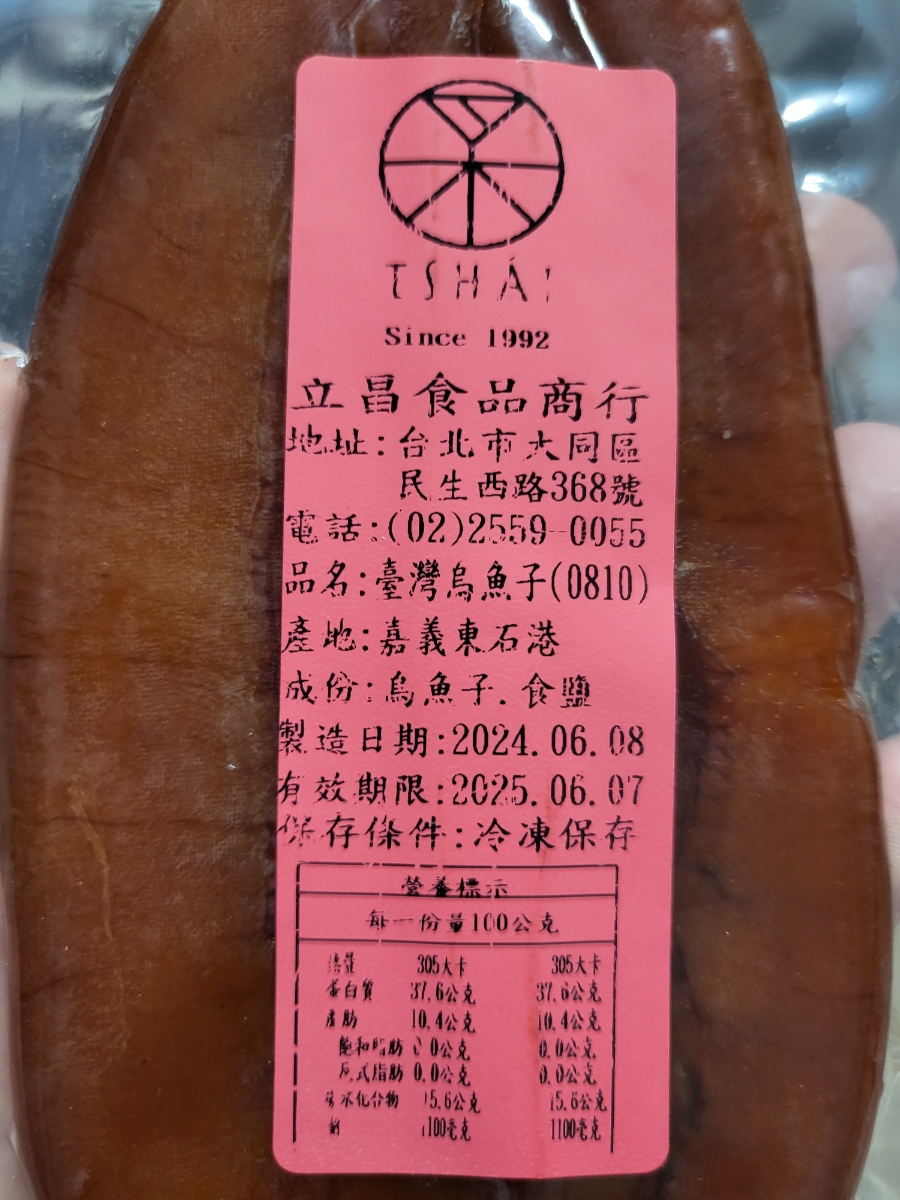 TSHÁI
Since 1992
立昌食品商行
地址:台北市大同區
民生西路368號
電話:(02)2559-0055
品名:臺灣烏魚子(0810)
產地:嘉義東石港
成份:烏魚子.食鹽
製造日期:2024.06.08
有效期限:2025.06.07
保存條件:冷凍保存
營養標示
每一份量100公克
熱量 305大卡 305大卡
蛋白質 37.6公克 37.6公克
脂肪 10.4公克 10.4公克
飽和脂肪 0.0公克 0.0公克
反式脂肪 0.0公克 0.0公克
碳水化合物 15.6公克 15.6公克
鈉 1100毫克 1100毫克